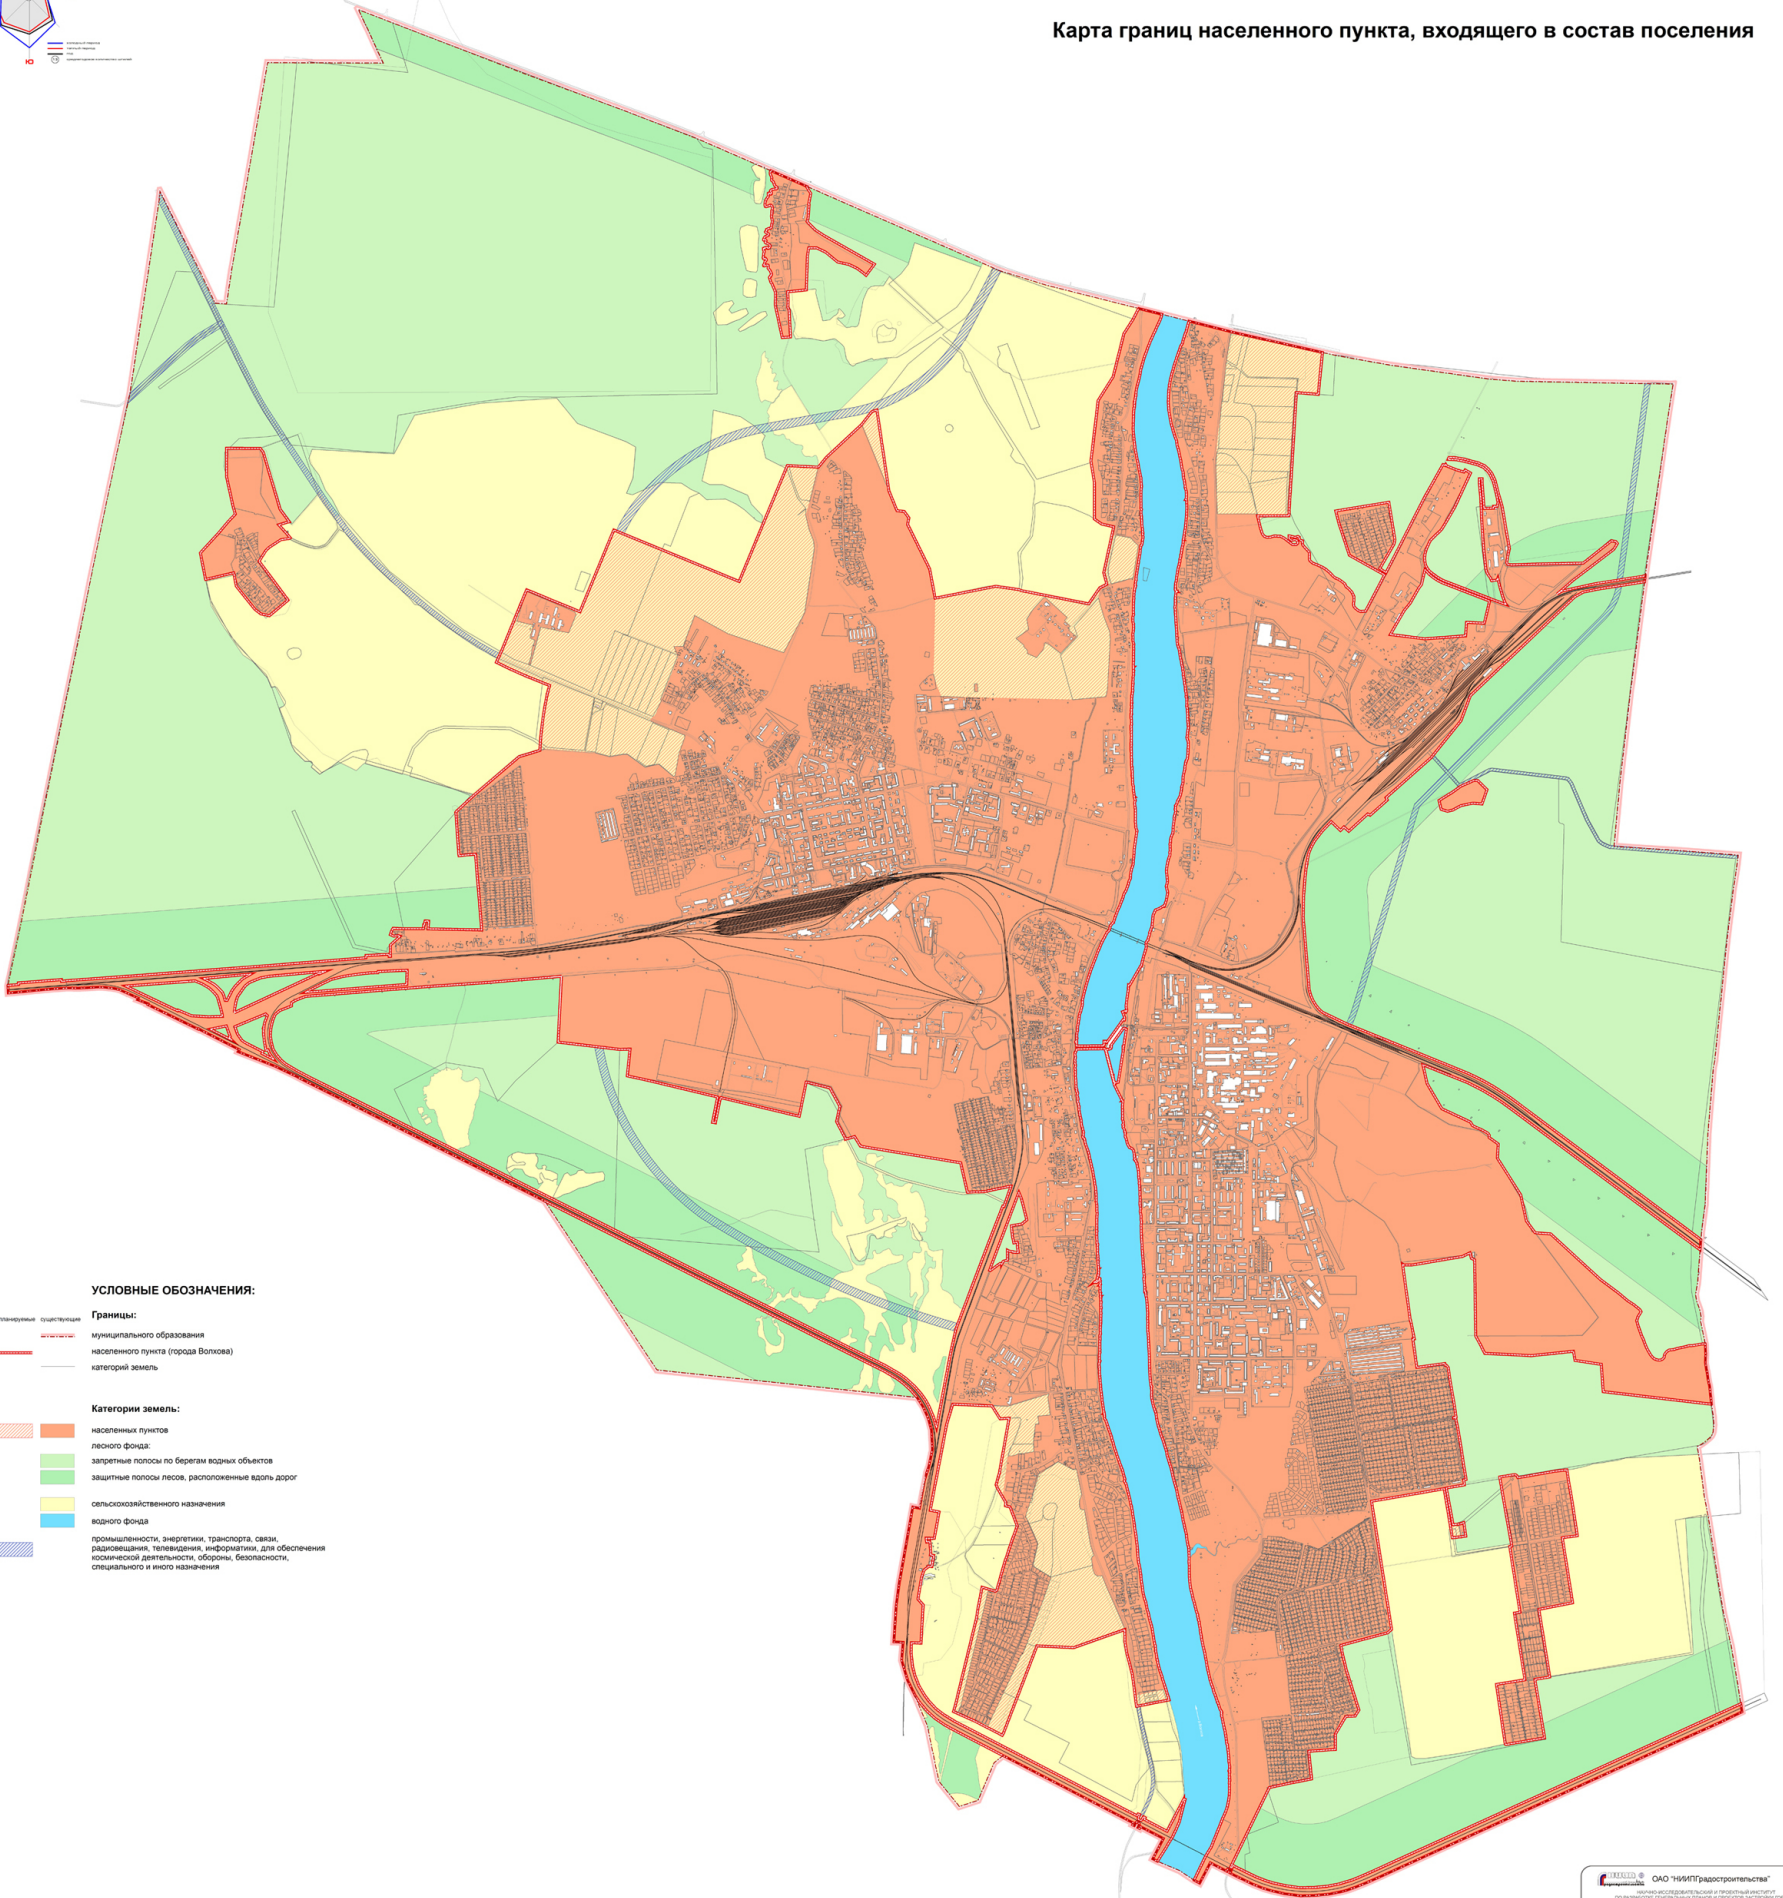 Карта границ населенного пункта, входящего в состав поселения
Ю
УСЛОВНЫЕ ОБОЗНАЧЕНИЯ:
планируемые существующие Границы:
муниципального образования
населенного пункта (города Волхова)
категорий земель
Категории земель:
населенных пунктов
лесного фонда:
запретные полосы по берегам водных объектов
защитные полосы лесов, расположенные вдоль дорог
сельскохозяйственного назначения
водного фонда
промышленности, энергетики, транспорта, связи,
радиовещания, телевидения, информатики, для обеспечения
космической деятельности, обороны, безопасности,
специального и иного назначения
ОАО "НИИПГрадостроительства"
НАУЧНО-ИССЛЕДОВАТЕЛЬСКИЙ И ПРОЕКТНЫЙ ИНСТИТУТ